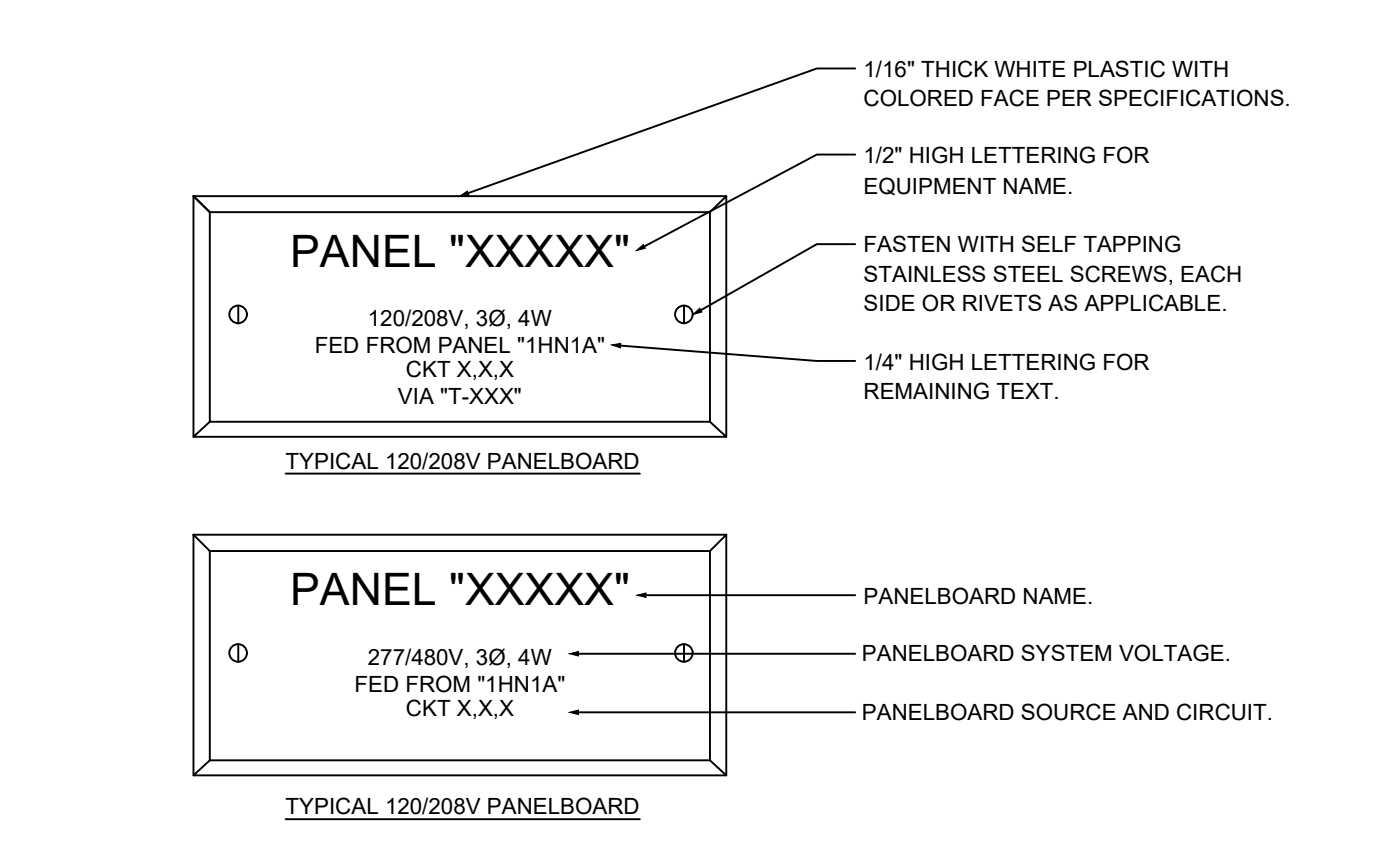 1/16" THICK WHITE PLASTIC WITH
COLORED FACE PER SPECIFICATIONS.
1/2" HIGH LETTERING FOR
EQUIPMENT NAME.
FASTEN WITH SELF TAPPING
STAINLESS STEEL SCREWS, EACH
SIDE OR RIVETS AS APPLICABLE.
1/4" HIGH LETTERING FOR
REMAINING TEXT.
PANEL "XXXXX"
120/208V, 3Ø, 4W
FED FROM PANEL "1HN1A"
CKT X,X,X
VIA "T-XXX"
TYPICAL 120/208V PANELBOARD
PANEL "XXXXX"
277/480V, 3Ø, 4W
FED FROM "1HN1A"
CKT X,X,X
PANELBOARD NAME.
PANELBOARD SYSTEM VOLTAGE.
PANELBOARD SOURCE AND CIRCUIT.
TYPICAL 120/208V PANELBOARD